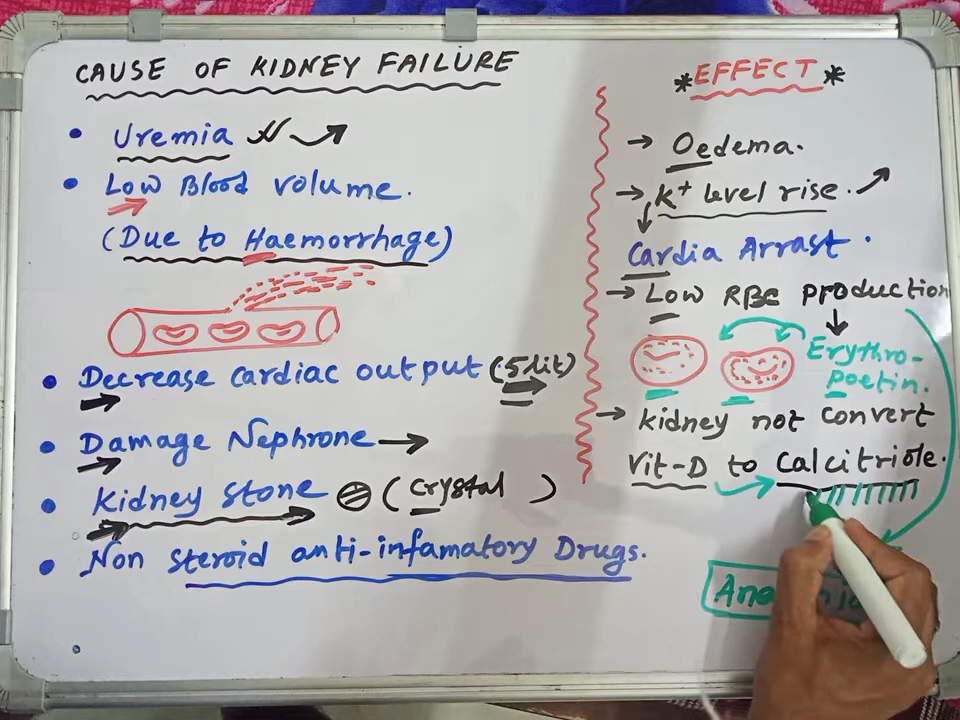 CAUSE OF KIDNEY FAILURE
• Uremia
• Low Blood volume.
(Due to Haemorrhage)
• Decrease cardiac output (5lit)
• Damage Nephrone →
• Kidney Stone (crystal)
• Non Steroid anti-infamatory Drugs.
*EFFECT*
→ Oedema.
→ K+ level rise.
Cardia Arrast.
→ Low RBC production
Erythro-
poetin.
→ kidney not convert
Vit-D to Calcitriole.